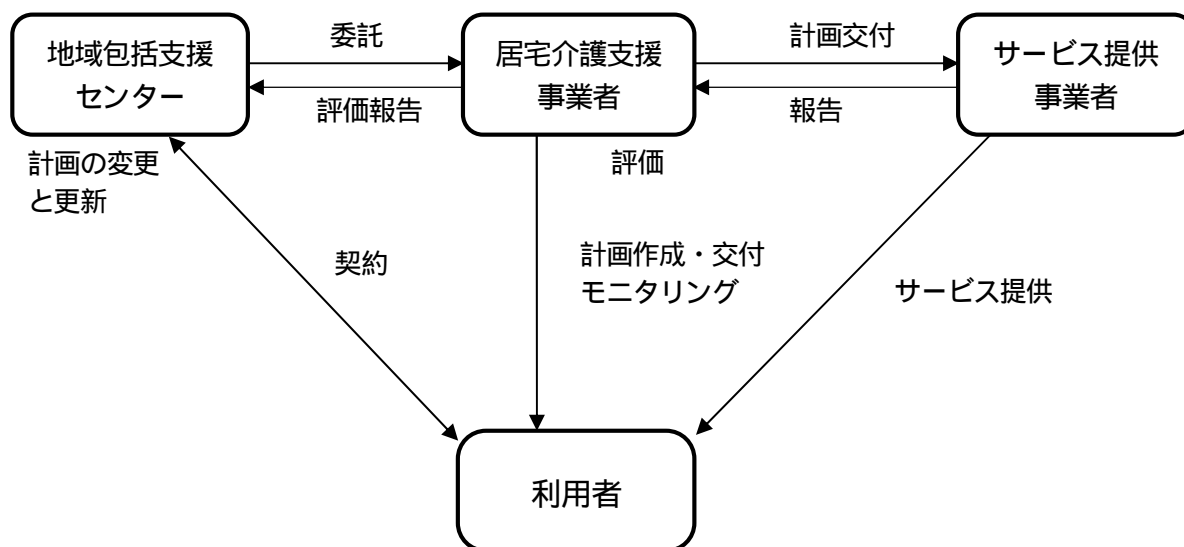 地域包括支援
センター
委託
評価報告
居宅介護支援
事業者
計画交付
報告
サービス提供
事業者
計画の変更
と更新
評価
契約
計画作成・交付
モニタリング
サービス提供
利用者